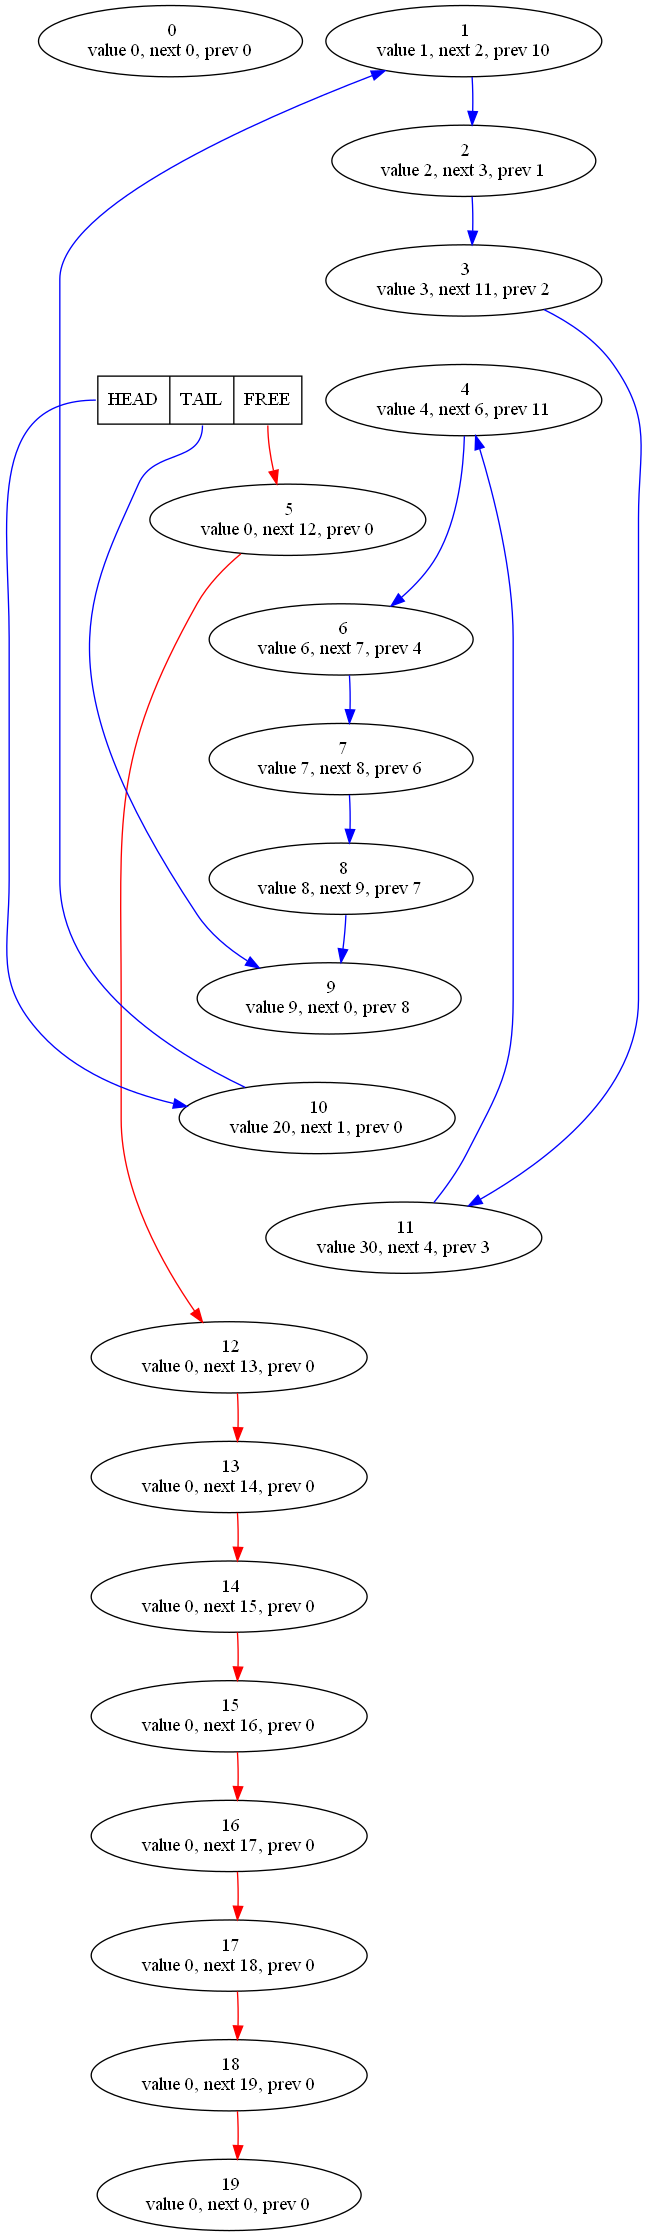 0
value 0, next 0, prev 0
1
value 1, next 2, prev 10
2
value 2, next 3, prev 1
3
value 3, next 11, prev 2
HEAD TAIL FREE
4
value 4, next 6, prev 11
5
value 0, next 12, prev 0
6
value 6, next 7, prev 4
7
value 7, next 8, prev 6
8
value 8, next 9, prev 7
9
value 9, next 0, prev 8
10
value 20, next 1, prev 0
11
value 30, next 4, prev 3
12
value 0, next 13, prev 0
13
value 0, next 14, prev 0
14
value 0, next 15, prev 0
15
value 0, next 16, prev 0
16
value 0, next 17, prev 0
17
value 0, next 18, prev 0
18
value 0, next 19, prev 0
19
value 0, next 0, prev 0